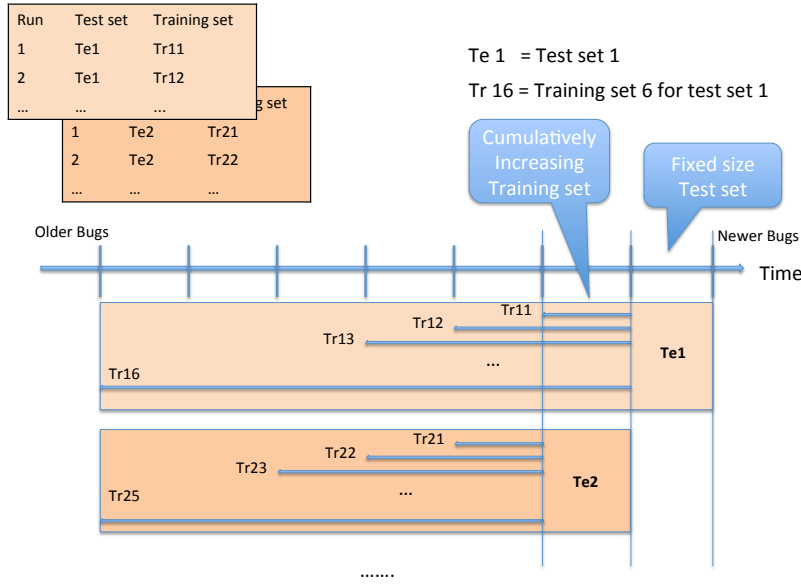 Run Test set Training set
1 Te1 Tr11
2 Te1 Tr12
... ... ...
g set
1 Te2 Tr21
2 Te2 Tr22
... ... ...
Te 1 = Test set 1
Tr 16 = Training set 6 for test set 1
Cumulatively
Increasing
Training set
Fixed size
Test set
Older Bugs
Newer Bugs
Time
Tr11
Tr12
Tr13
...
Te1
Tr16
Tr21
Tr22
Tr23
...
Te2
Tr25
.......